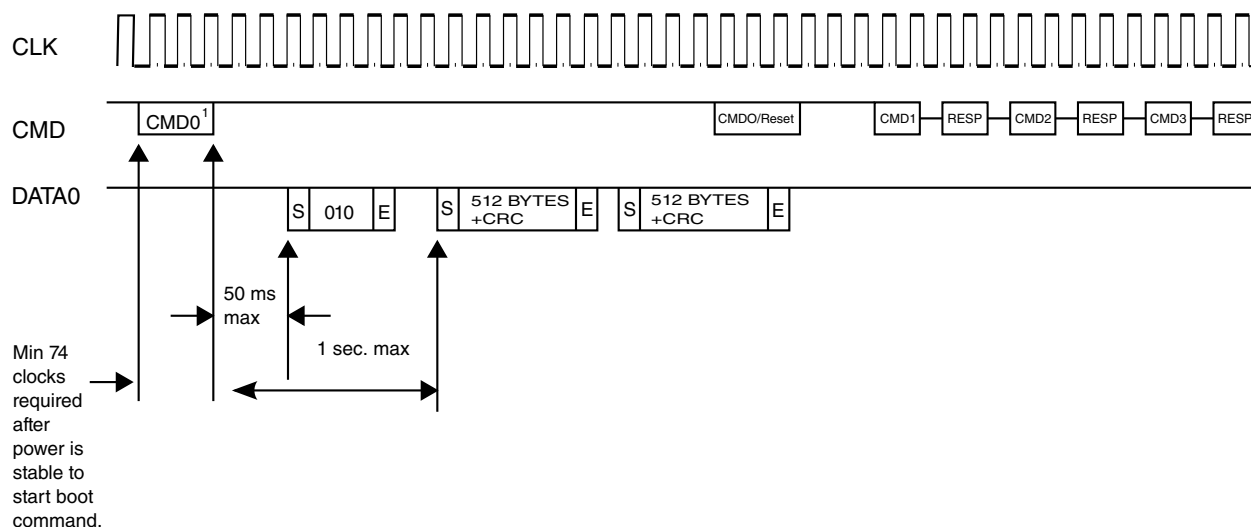 CLK
CMD
CMD0¹
CMDO/Reset
CMD1
RESP
CMD2
RESP
CMD3
RESP
DATA0
S
010
E
S
512 BYTES
+CRC
E
S
512 BYTES
+CRC
E
50 ms
max
1 sec. max
Min 74
clocks
required
after
power is
stable to
start boot
command.